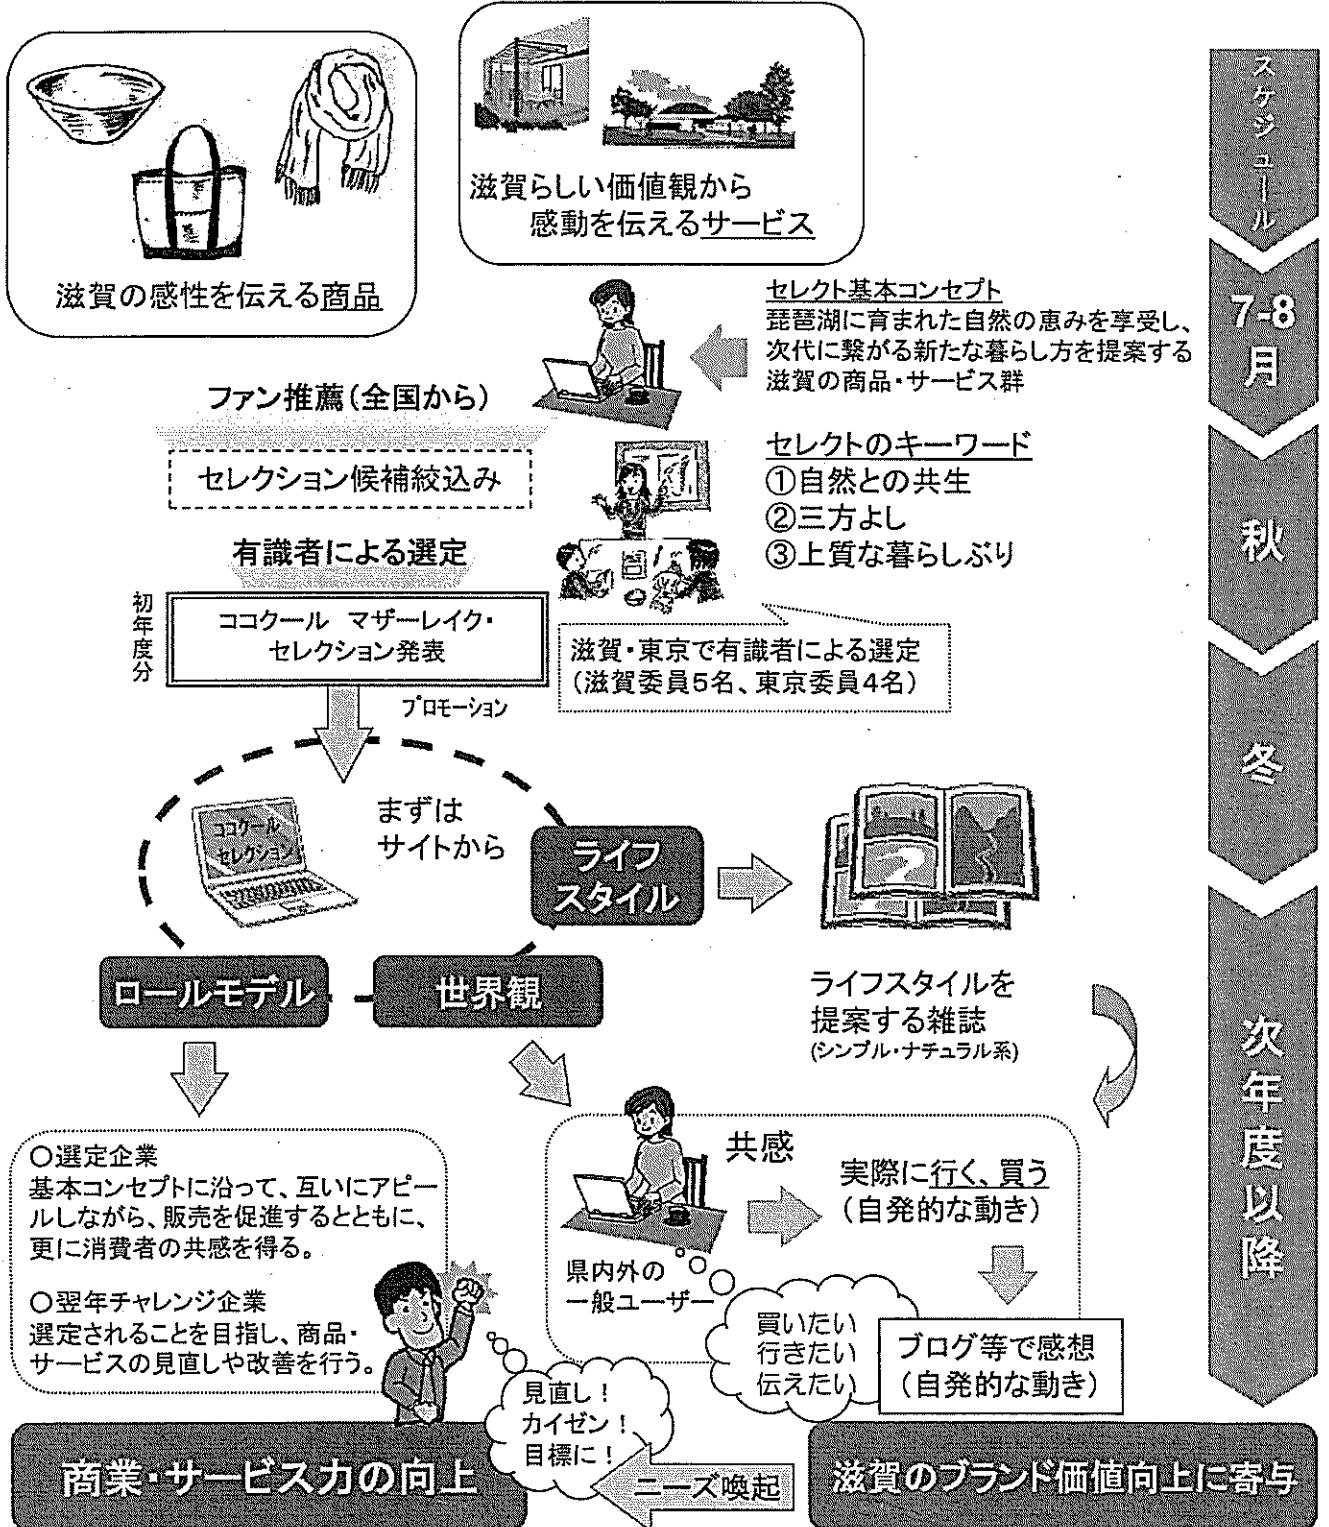 滋賀の感性を伝える商品
滋賀らしい価値観から
感動を伝えるサービス
スケジュール
7-8
月
秋
冬
次年度以降
セレクト基本コンセプト
琵琶湖に育まれた自然の恵みを享受し、
次代に繋がる新たな暮らし方を提案する
滋賀の商品・サービス群
ファン推薦(全国から)
セレクション候補絞込み
セレクトのキーワード
①自然との共生
②三方よし
③上質な暮らしぶり
有識者による選定
初年度分
ココクール マザーレイク・
セレクション発表
滋賀・東京で有識者による選定
(滋賀委員5名、東京委員4名)
プロモーション
ココクール
セレクション
まずは
サイトから
ライフ
スタイル
ロールモデル
世界観
ライフスタイルを
提案する雑誌
(シンプル・ナチュラル系)
○選定企業
基本コンセプトに沿って、互いにアピー
ルしながら、販売を促進するとともに、
更に消費者の共感を得る。
○翌年チャレンジ企業
選定されることを目指し、商品・
サービスの見直しや改善を行う。
共感
実際に行く、買う
(自発的な動き)
県内外の
一般ユーザー
買いたい
行きたい
伝えたい
ブログ等で感想
(自発的な動き)
見直し!
カイゼン!
目標に!
商業・サービス力の向上
ニーズ喚起
滋賀のブランド価値向上に寄与